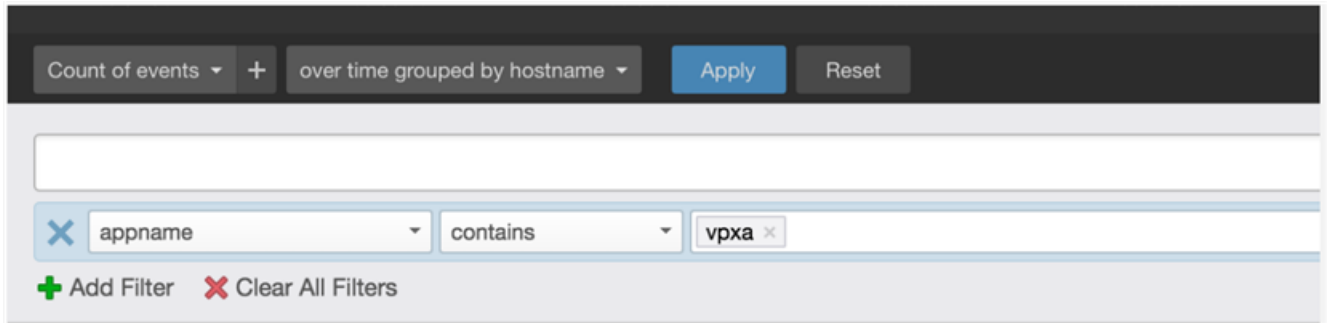 Count of events + over time grouped by hostname Apply Reset
appname contains vpxa ×
Add Filter Clear All Filters